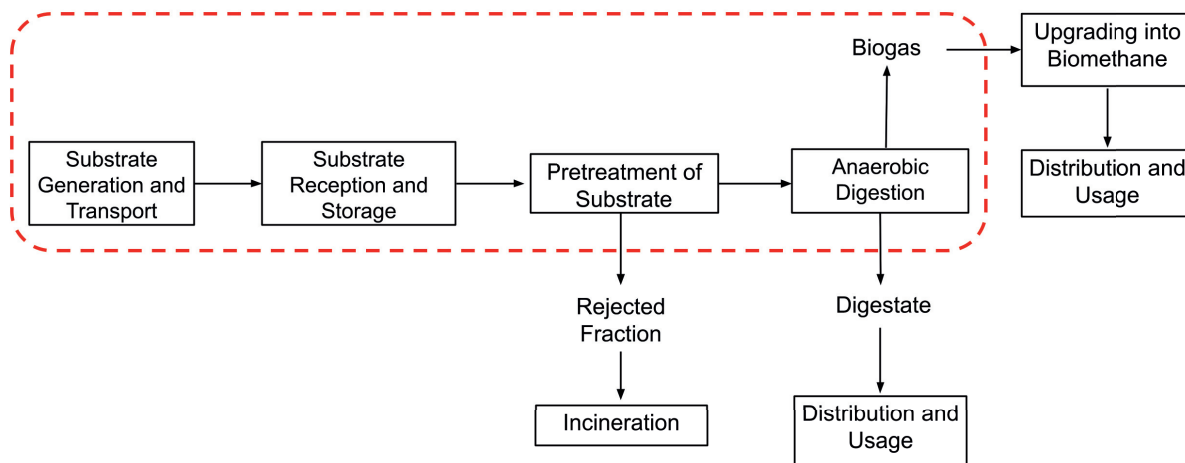 Biogas
Upgrading into
Biomethane
Substrate
Generation and
Transport
Substrate
Reception and
Storage
Pretreatment of
Substrate
Anaerobic
Digestion
Distribution and
Usage
Rejected
Fraction
Digestate
Incineration
Distribution and
Usage